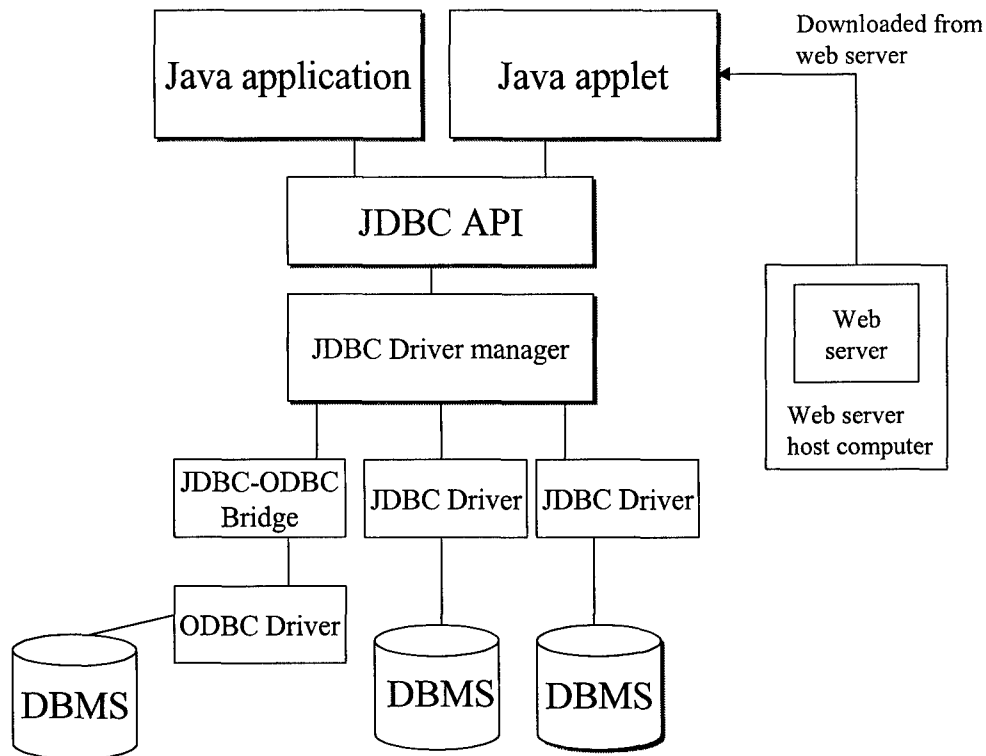 Downloaded from
web server
Java application
Java applet
JDBC API
JDBC Driver manager
Web
server
Web server
host computer
JDBC-ODBC
Bridge
JDBC Driver
JDBC Driver
ODBC Driver
DBMS
DBMS
DBMS